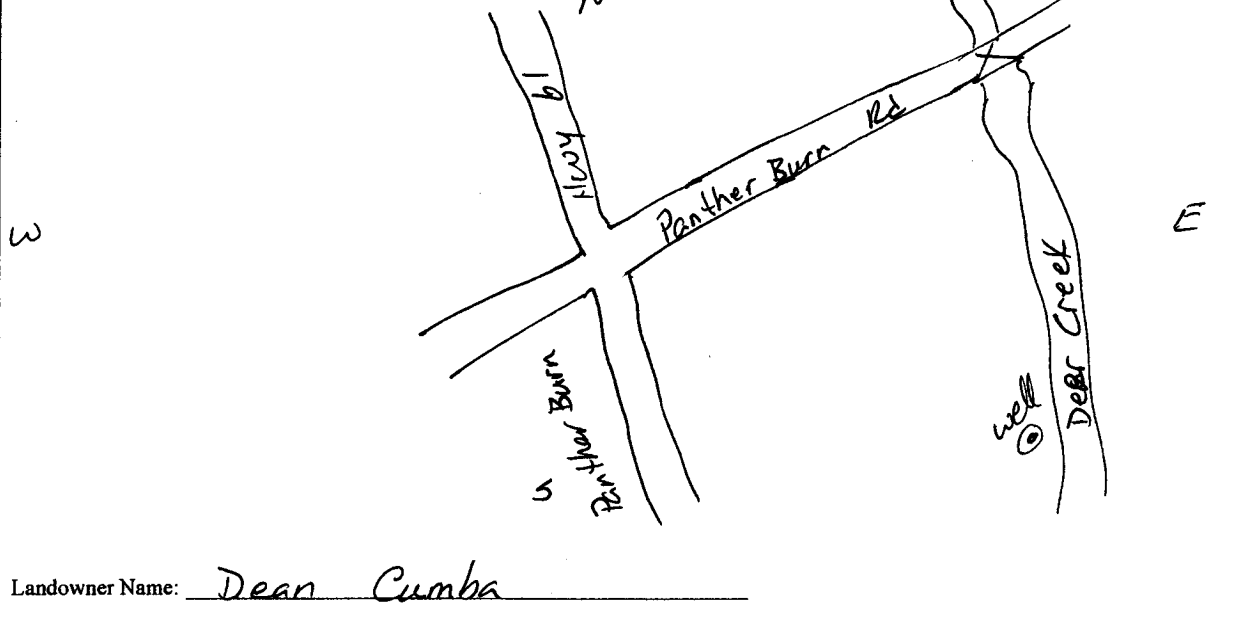 Hwy 61
Panther Burn Rd
W
E
Deer Creek
well
Panther Burn
S
Landowner Name: Dean Cumba